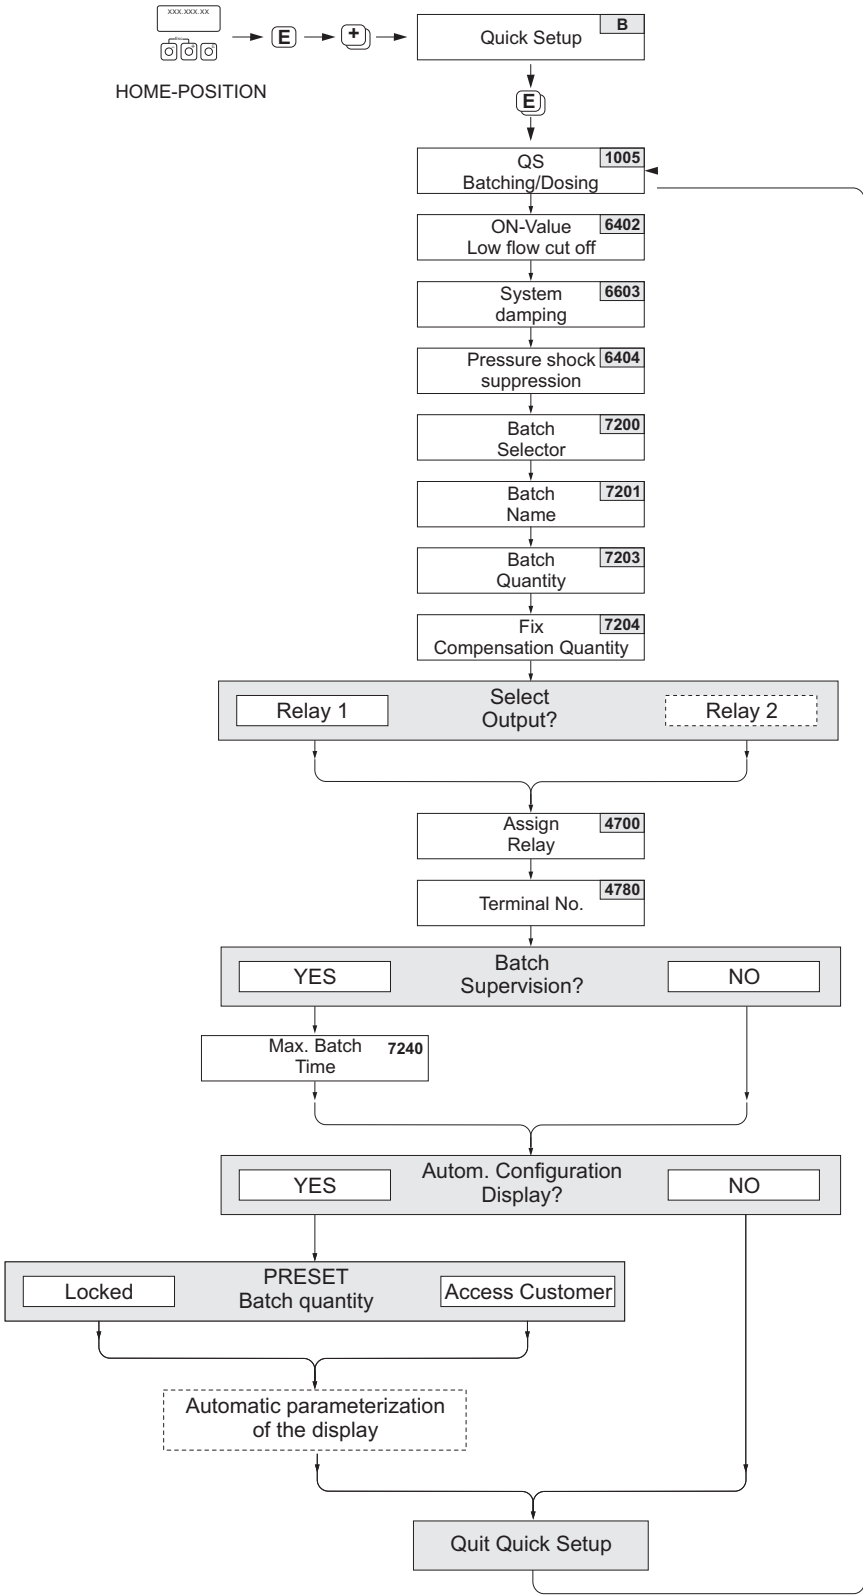 xxx.xxx.xx
Esc
E
+
Quick Setup
B
HOME-POSITION
E
QS
1005
Batching/Dosing
ON-Value
6402
Low flow cut off
System
6603
damping
Pressure shock
6404
suppression
Batch
7200
Selector
Batch
7201
Name
Batch
7203
Quantity
Fix
7204
Compensation Quantity
Relay 1
Select
Output?
Relay 2
Assign
4700
Relay
Terminal No.
4780
YES
Batch
Supervision?
NO
Max. Batch
7240
Time
YES
Autom. Configuration
Display?
NO
Locked
PRESET
Batch quantity
Access Customer
Automatic parameterization
of the display
Quit Quick Setup